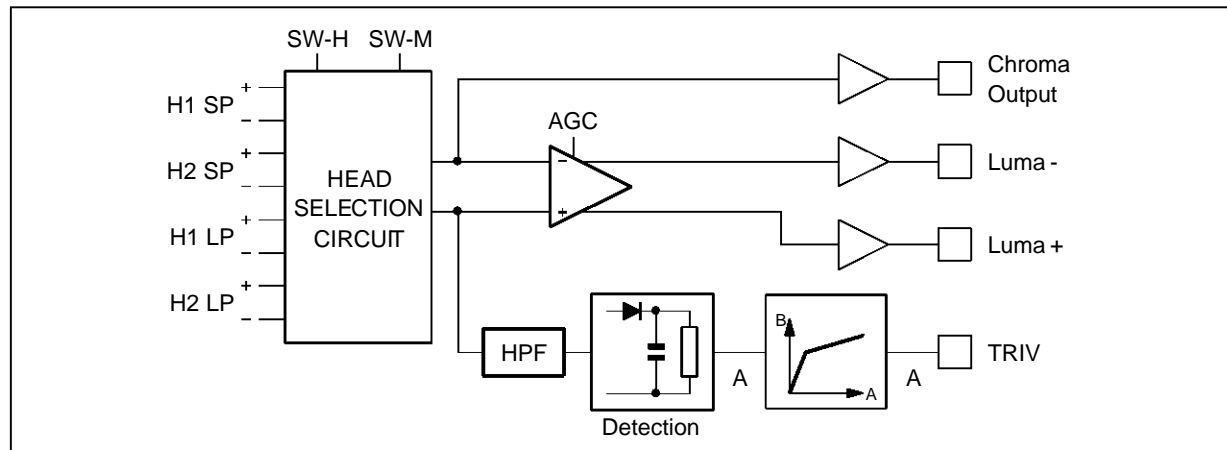 SW-H SW-M
+
H1 SP
−
+
H2 SP
−
+
H1 LP
−
+
H2 LP
−
HEAD
SELECTION
CIRCUIT
AGC
−
+
Chroma
Output
Luma -
Luma +
HPF
Detection
A
B
A
A
TRIV